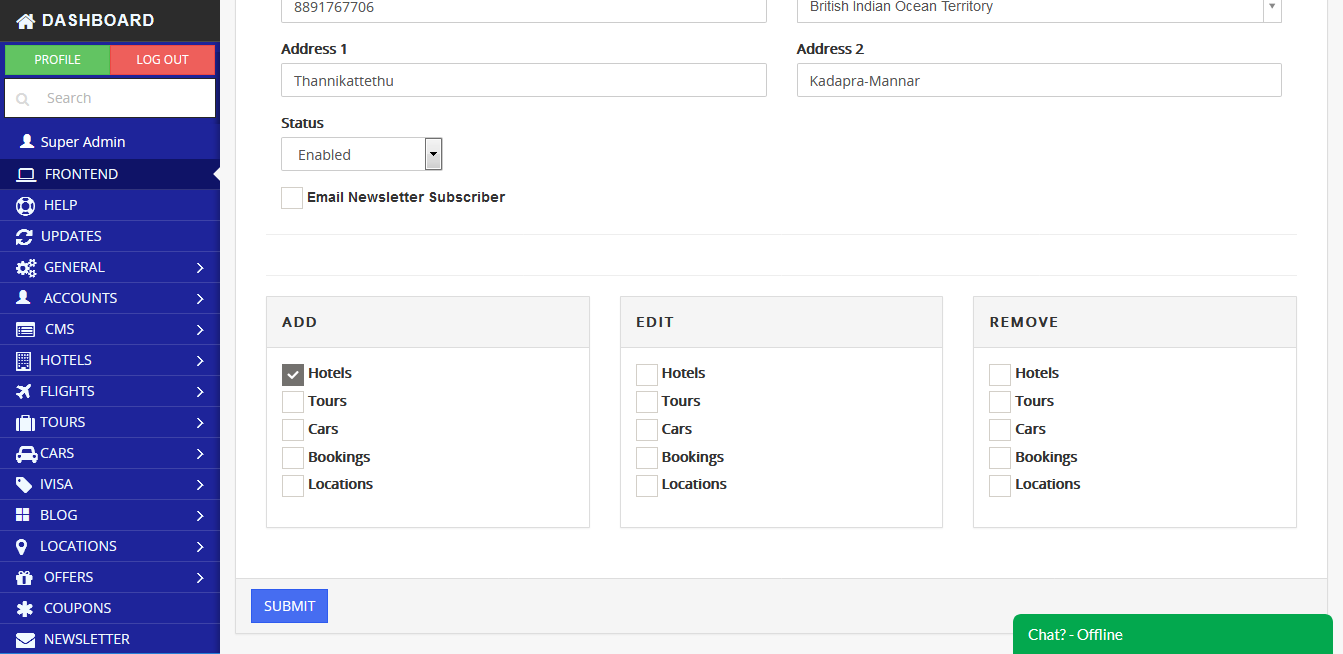 DASHBOARD
PROFILE
LOG OUT
Search
Super Admin
FRONTEND
HELP
UPDATES
GENERAL
ACCOUNTS
CMS
HOTELS
FLIGHTS
TOURS
CARS
IVISA
BLOG
LOCATIONS
OFFERS
COUPONS
NEWSLETTER
8891767706
British Indian Ocean Territory
Address 1
Address 2
Thannikattethu
Kadapra-Mannar
Status
Enabled
Email Newsletter Subscriber
ADD
Hotels
Tours
Cars
Bookings
Locations
EDIT
Hotels
Tours
Cars
Bookings
Locations
REMOVE
Hotels
Tours
Cars
Bookings
Locations
SUBMIT
Chat? - Offline